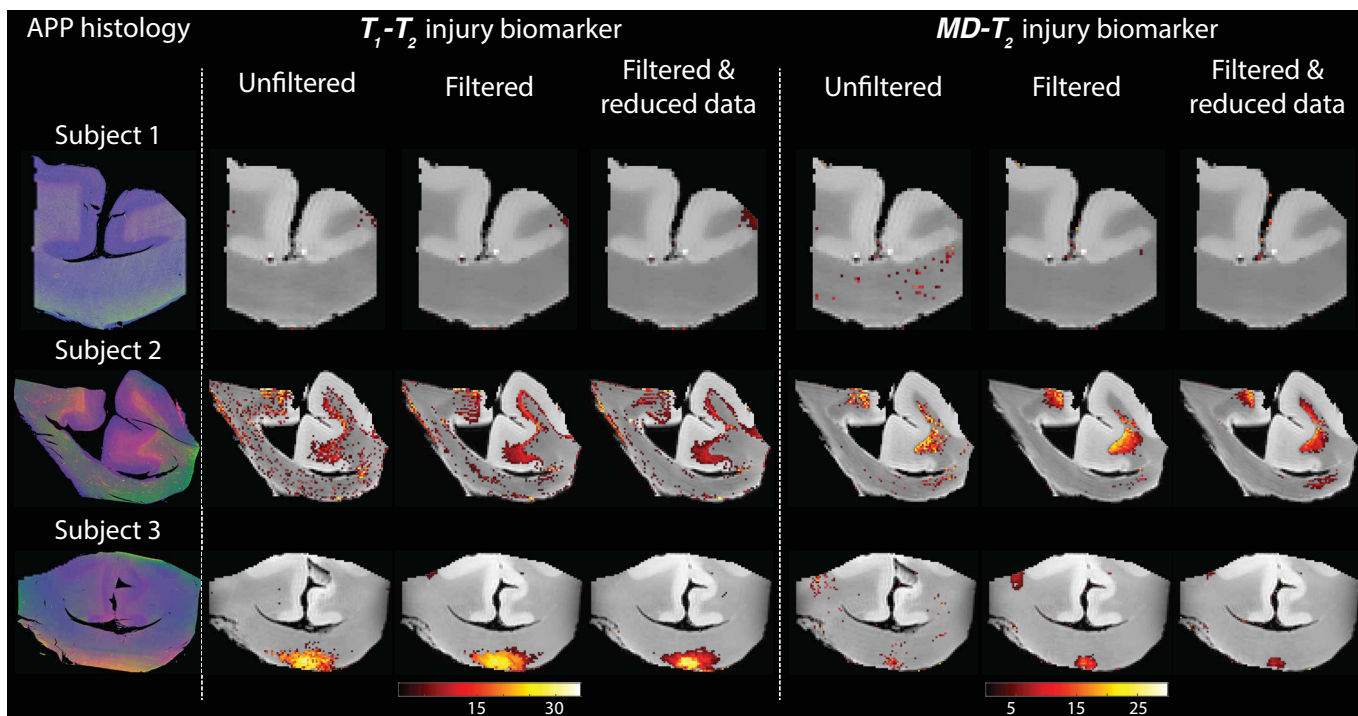 APP histology
T1-T2 injury biomarker
MD-T2 injury biomarker
Unfiltered
Filtered
Filtered &
reduced data
Unfiltered
Filtered
Filtered &
reduced data
Subject 1
Subject 2
Subject 3
15 30
5 15 25